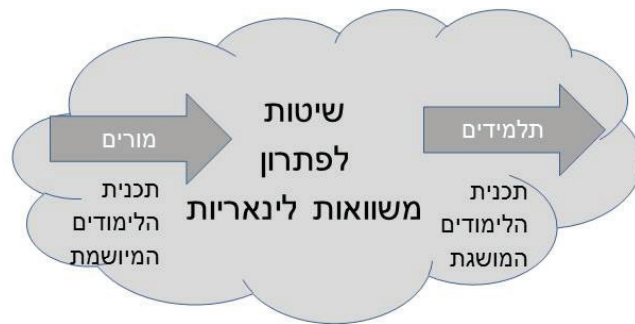 מורים
תכנית
הלימודים
המיושמת
שיטות
לפתרון
משוואות לינאריות
תלמידים
תכנית
הלימודים
המושגת